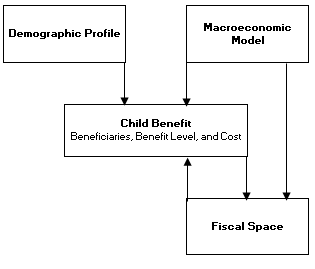 Demographic Profile
Macroeconomic
Model
Child Benefit
Beneficiaries, Benefit Level, and Cost
Fiscal Space